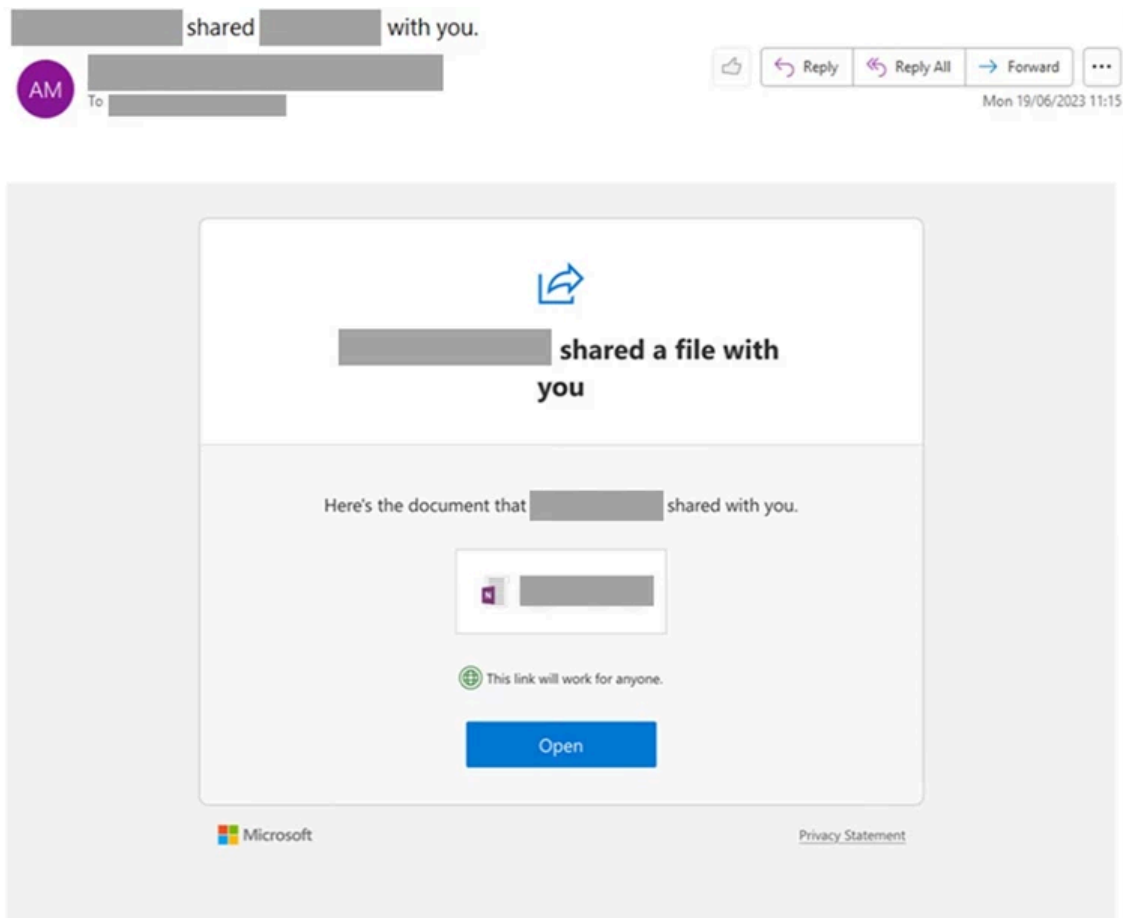 shared with you.
AM
To
Reply
Reply All
Forward
...
Mon 19/06/2023 11:15
shared a file with
you
Here's the document that shared with you.
N
This link will work for anyone.
Open
Microsoft
Privacy Statement